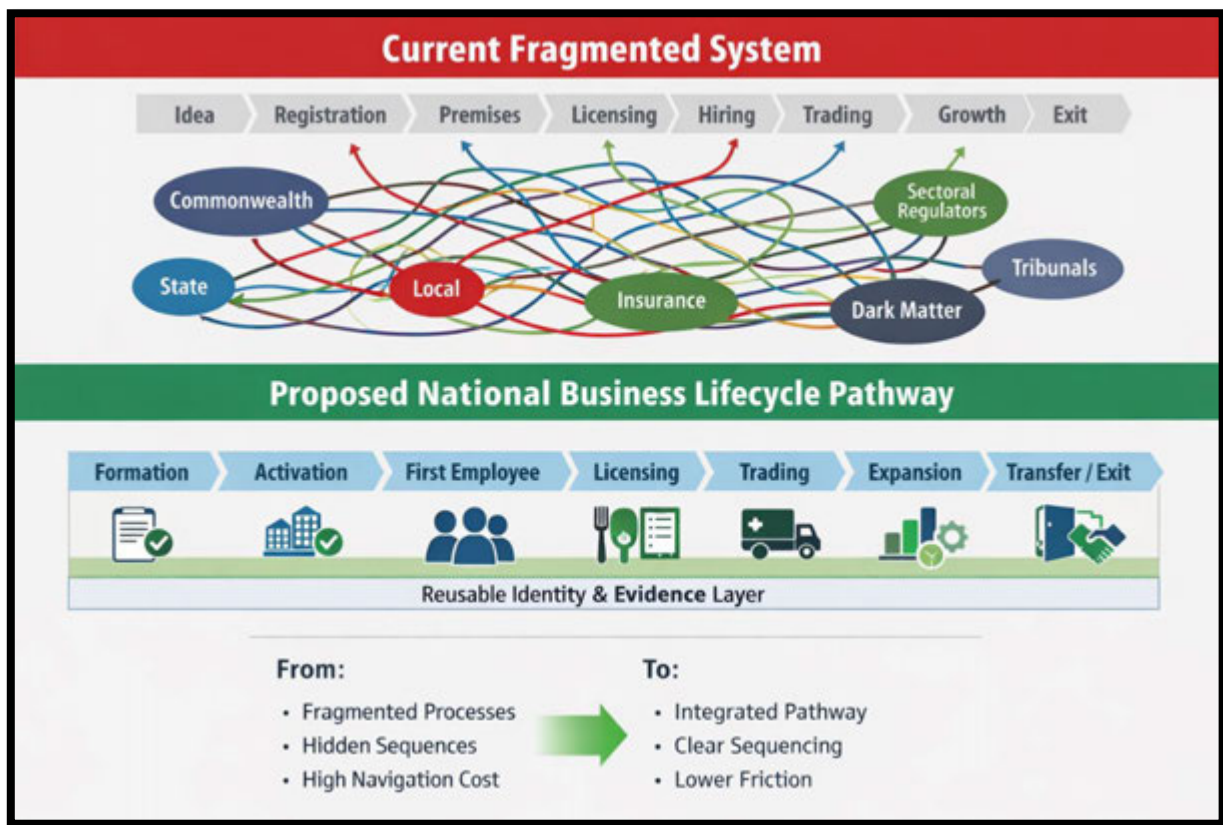 Current Fragmented System
Idea Registration Premises Licensing Hiring Trading Growth Exit
Commonwealth
Sectoral
Regulators
State
Local
Insurance
Dark Matter
Tribunals
Proposed National Business Lifecycle Pathway
Formation Activation First Employee Licensing Trading Expansion Transfer / Exit
Reusable Identity & Evidence Layer
From:
• Fragmented Processes
• Hidden Sequences
• High Navigation Cost
To:
• Integrated Pathway
• Clear Sequencing
• Lower Friction